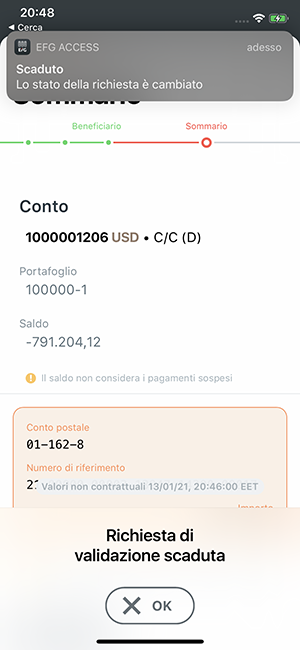 20:48
Cerca
EFG ACCESS
adesso
Scaduto
Lo stato della richiesta è cambiato
Sommario
Beneficiario
Sommario
Conto
1000001206 USD • C/C (D)
Portafoglio
100000-1
Saldo
-791.204,12
Il saldo non considera i pagamenti sospesi
Conto postale
01-162-8
Numero di riferimento
Valori non contrattuali 13/01/21, 20:46:00 EET
Importo
Richiesta di
validazione scaduta
OK